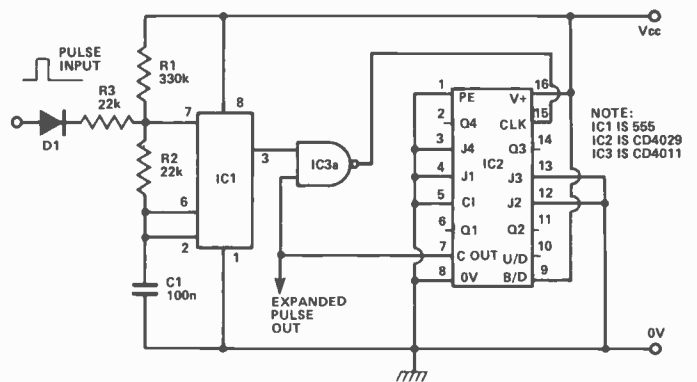 Vcc
PULSE
INPUT
R1
330k
R3
22k
D1
7
8
R2
22k
IC1
3
IC3a
6
2
1
C1
100n
EXPANDED
PULSE
OUT
1
PE
V+
16
2
Q4
CLK
15
3
J4
Q3
14
IC2
4
J1
J3
13
5
CI
J2
12
6
Q1
Q2
11
7
C OUT
U/D
10
8
0V
B/D
9
NOTE:
IC1 IS 555
IC2 IS CD4029
IC3 IS CD4011
0V